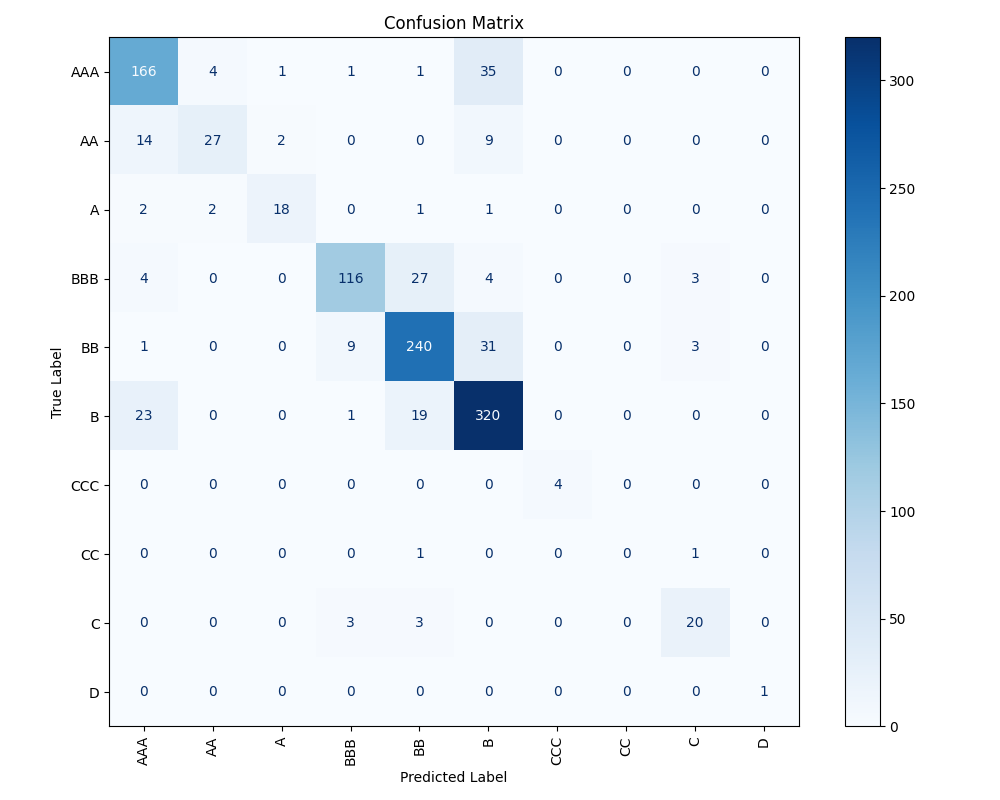 Confusion Matrix
AAA 166 4 1 1 1 35 0 0 0 0
AA 14 27 2 0 0 9 0 0 0 0
A 2 2 18 0 1 1 0 0 0 0
BBB 4 0 0 116 27 4 0 0 3 0
BB 1 0 0 9 240 31 0 0 3 0
B 23 0 0 1 19 320 0 0 0 0
CCC 0 0 0 0 0 0 4 0 0 0
CC 0 0 0 0 1 0 0 0 1 0
C 0 0 0 3 3 0 0 0 20 0
D 0 0 0 0 0 0 0 0 0 1
AAA AA A BBB BB B CCC CC C D
True Label
Predicted Label
300
250
200
150
100
50
0